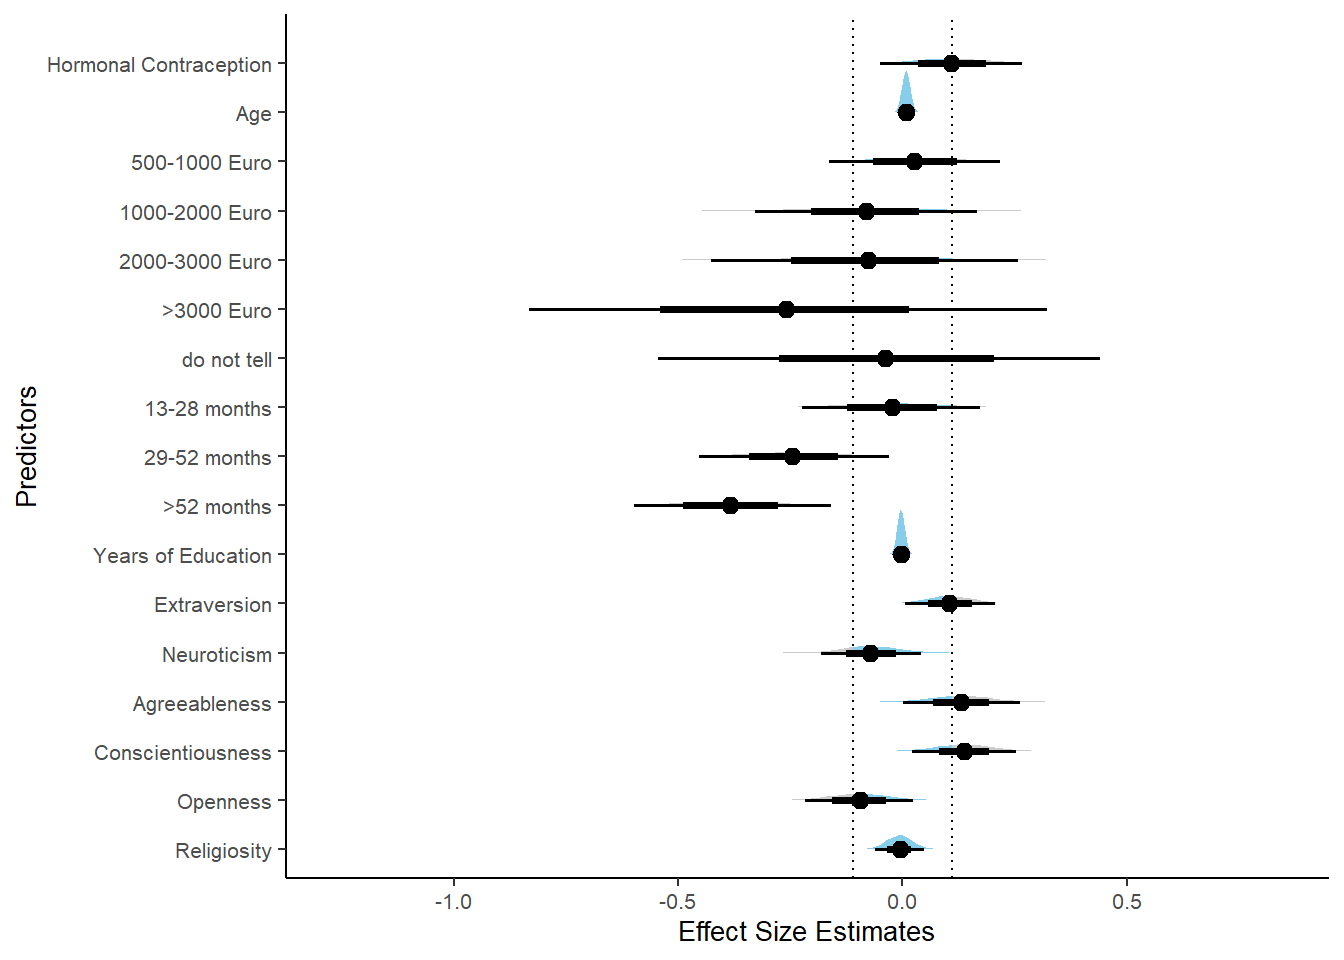 Predictors
Hormonal Contraception
Age
500-1000 Euro
1000-2000 Euro
2000-3000 Euro
>3000 Euro
do not tell
13-28 months
29-52 months
>52 months
Years of Education
Extraversion
Neuroticism
Agreeableness
Conscientiousness
Openness
Religiosity
-1.0 -0.5 0.0 0.5
Effect Size Estimates